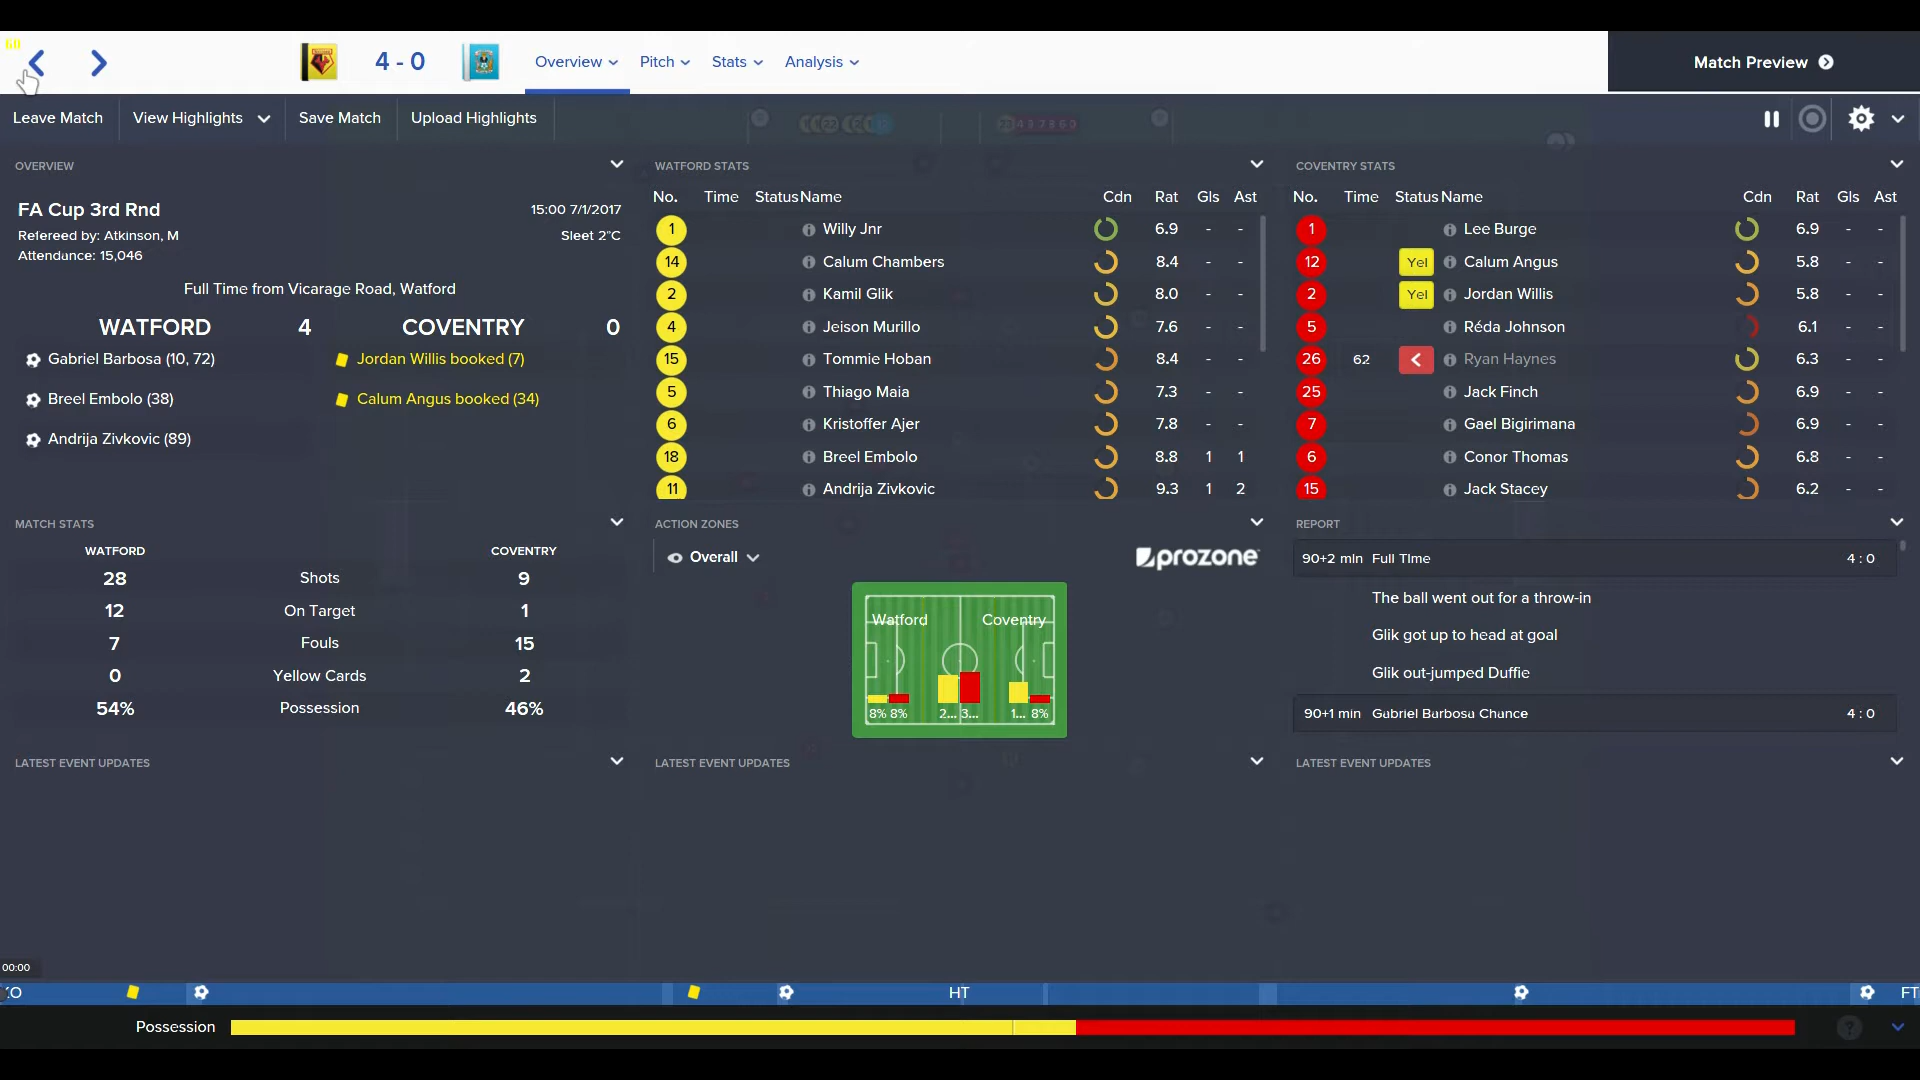 60
4 - 0
Overview
Pitch
Stats
Analysis
Match Preview
Leave Match
View Highlights
Save Match
Upload Highlights
OVERVIEW
FA Cup 3rd Rnd
15:00 7/1/2017
Refereed by: Atkinson, M
Sleet 2°C
Attendance: 15,046
Full Time from Vicarage Road, Watford
WATFORD 4 COVENTRY 0
Gabriel Barbosa (10, 72)
Jordan Willis booked (7)
Breel Embolo (38)
Calum Angus booked (34)
Andrija Zivkovic (89)
WATFORD STATS
No. Time Status Name Cdn Rat Gls Ast
1 Willy Jnr 6.9 - -
14 Calum Chambers 8.4 - -
2 Kamil Glik 8.0 - -
4 Jeison Murillo 7.6 - -
15 Tommie Hoban 8.4 - -
5 Thiago Maia 7.3 - -
6 Kristoffer Ajer 7.8 - -
18 Breel Embolo 8.8 1 1
11 Andrija Zivkovic 9.3 1 2
COVENTRY STATS
No. Time Status Name Cdn Rat Gls Ast
1 Lee Burge 6.9 - -
12 Yel Calum Angus 5.8 - -
2 Yel Jordan Willis 5.8 - -
5 Réda Johnson 6.1 - -
26 62 Ryan Haynes 6.3 - -
25 Jack Finch 6.9 - -
7 Gael Bigirimana 6.9 - -
6 Conor Thomas 6.8 - -
15 Jack Stacey 6.2 - -
MATCH STATS
WATFORD COVENTRY
28 Shots 9
12 On Target 1
7 Fouls 15
0 Yellow Cards 2
54% Possession 46%
ACTION ZONES
Overall
prozone
Watford Coventry
8% 8% 2... 3... 1... 8%
REPORT
90+2 min Full Time 4 : 0
The ball went out for a throw-in
Glik got up to head at goal
Glik out-jumped Duffie
90+1 min Gabriel Barbosa Chance 4 : 0
LATEST EVENT UPDATES
LATEST EVENT UPDATES
LATEST EVENT UPDATES
00:00
KO HT FT
Possession
?